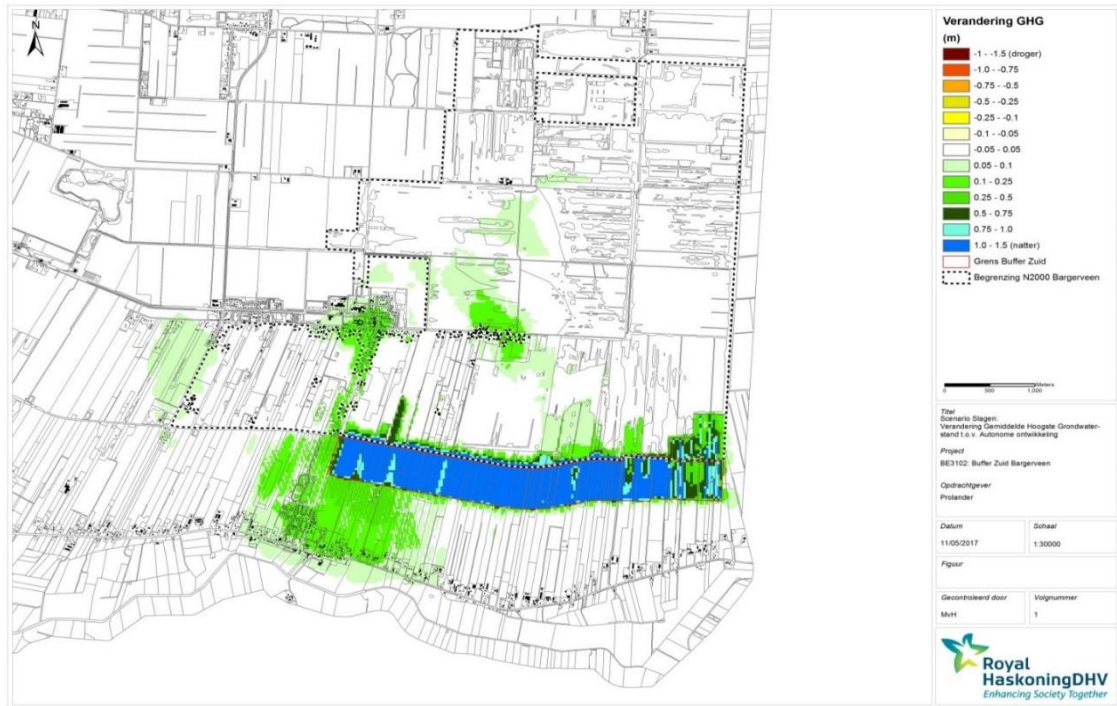 N
Verandering GHG
(m)
-1 - -1.5 (droger)
-1.0 - -0.75
-0.75 - -0.5
-0.5 - -0.25
-0.25 - -0.1
-0.1 - -0.05
-0.05 - 0.05
0.05 - 0.1
0.1 - 0.25
0.25 - 0.5
0.5 - 0.75
0.75 - 1.0
1.0 - 1.5 (natter)
Grens Buffer Zuid
Begrenzing N2000 Bargerveen
Meters
0 500 1,000
Titel
Scenario Slagen:
Verandering Gemiddelde Hoogste Grondwater-
stand t.o.v. Autonome ontwikkeling
Project
BE3102: Buffer Zuid Bargerveen
Opdrachtgever
Prolander
Datum Schaal
11/05/2017 1:30000
Figuur
Gecontroleerd door Volgnummer
MvH 1
Royal
HaskoningDHV
Enhancing Society Together